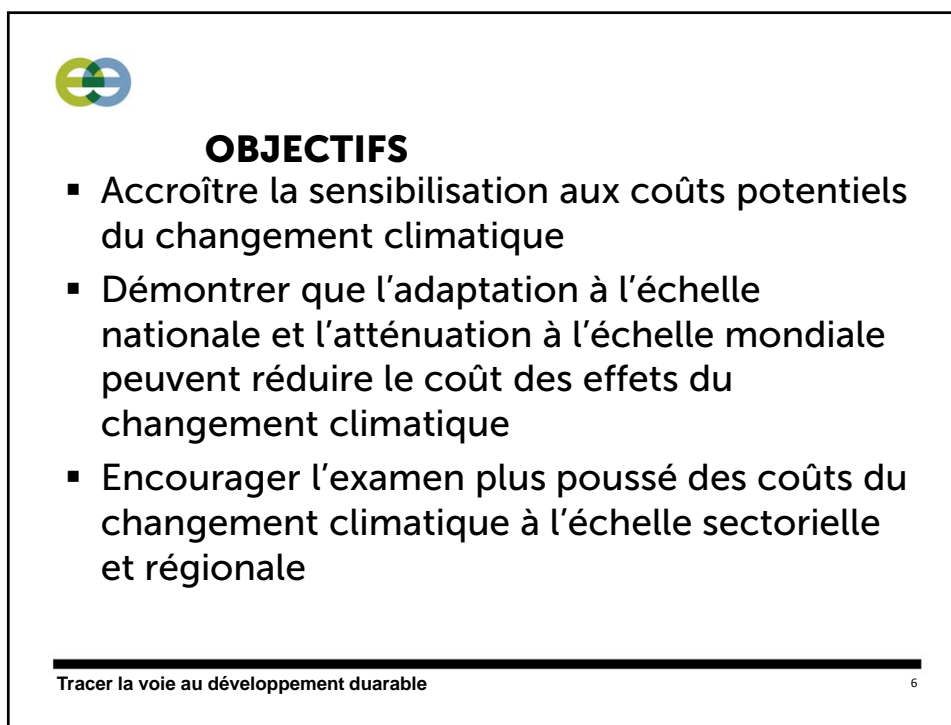 OBJECTIFS
▪ Accroître la sensibilisation aux coûts potentiels
du changement climatique
▪ Démontrer que l’adaptation à l’échelle
nationale et l’atténuation à l’échelle mondiale
peuvent réduire le coût des effets du
changement climatique
▪ Encourager l’examen plus poussé des coûts du
changement climatique à l’échelle sectorielle
et régionale
Tracer la voie au développement duarable
6